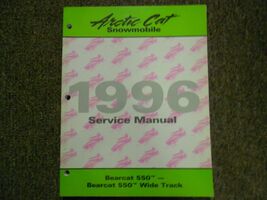 Arctic Cat
Snowmobile
1996
Service Manual
Bearcat 550™ —
Bearcat 550™ Wide Track